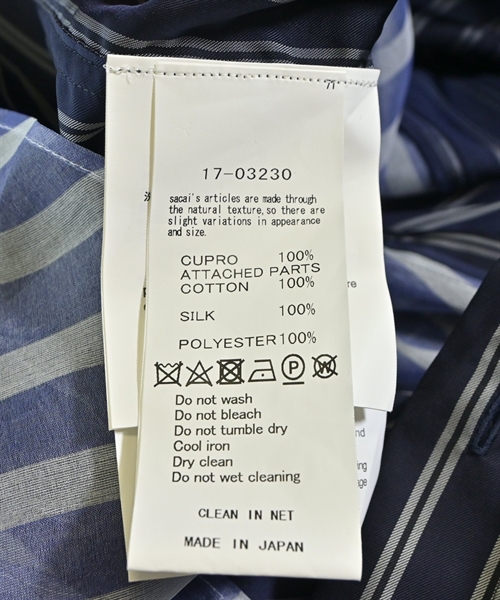 71
17-03230
sacai's articles are made through
the natural texture, so there are
slight variations in appearance
and size.
CUPRO 100%
ATTACHED PARTS
COTTON 100%
SILK 100%
POLYESTER 100%
P
W
Do not wash
Do not bleach
Do not tumble dry
Cool iron
Dry clean
Do not wet cleaning
CLEAN IN NET
MADE IN JAPAN